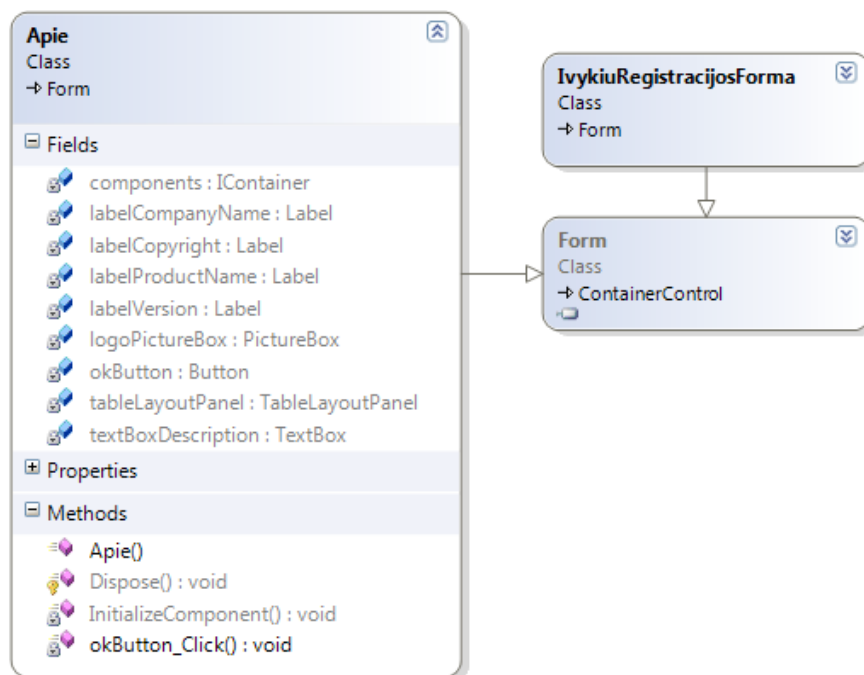 Apie
Class
Form
Fields
components : IContainer
labelCompanyName : Label
labelCopyright : Label
labelProductName : Label
labelVersion : Label
logoPictureBox : PictureBox
okButton : Button
tableLayoutPanel : TableLayoutPanel
textBoxDescription : TextBox
Properties
Methods
Apie()
Dispose() : void
InitializeComponent() : void
okButton_Click() : void
IvykiuRegistracijosForma
Class
Form
Form
Class
ContainerControl